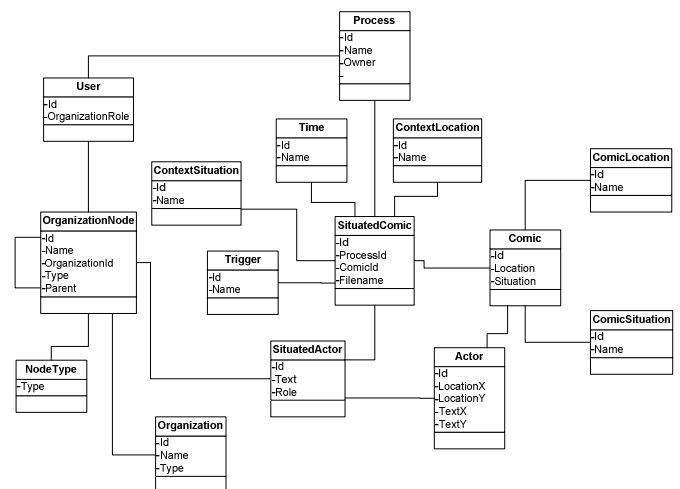 Process
-Id
-Name
-Owner
-
User
-Id
-OrganizationRole
Time
-Id
-Name
ContextLocation
-Id
-Name
ContextSituation
-Id
-Name
ComicLocation
-Id
-Name
OrganizationNode
-Id
-Name
-OrganizationId
-Type
-Parent
SituatedComic
-Id
-ProcessId
-ComicId
-Filename
Comic
-Id
-Location
-Situation
Trigger
-Id
-Name
ComicSituation
-Id
-Name
SituatedActor
-Id
-Text
-Role
Actor
-Id
-LocationX
-LocationY
-TextX
-TextY
NodeType
-Type
Organization
-Id
-Name
-Type